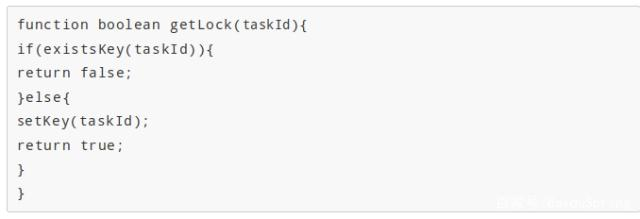 function boolean getLock(taskId){
if(existsKey(taskId)){
return false;
}else{
setKey(taskId);
return true;
}
}